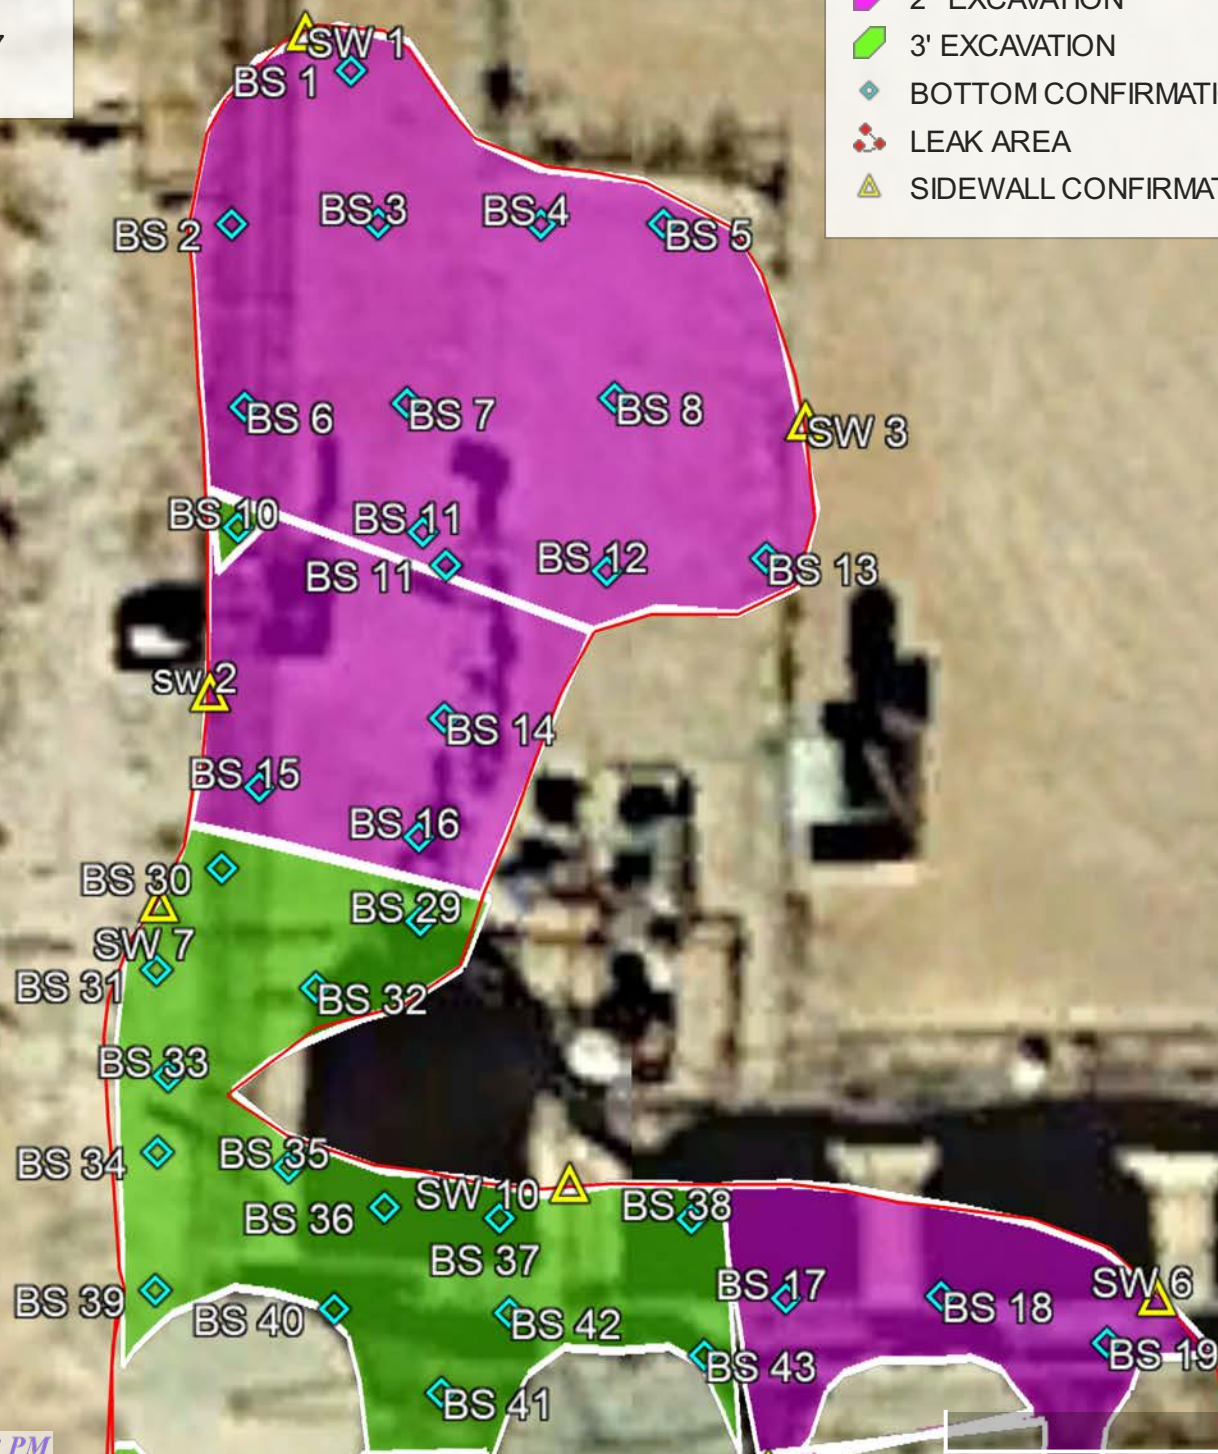 2" EXCAVATION
3' EXCAVATION
BOTTOM CONFIRMATI
LEAK AREA
SIDEWALL CONFIRMAT
SW 1
BS 1
BS 2
BS 3
BS 4
BS 5
BS 6
BS 7
BS 8
SW 3
BS 10
BS 11
BS 11
BS 12
BS 13
sw 2
BS 14
BS 15
BS 16
BS 30
BS 29
SW 7
BS 31
BS 32
BS 33
BS 34
BS 35
BS 36
SW 10
BS 37
BS 38
BS 39
BS 40
BS 42
BS 17
BS 18
SW 6
BS 19
BS 43
BS 41
PM